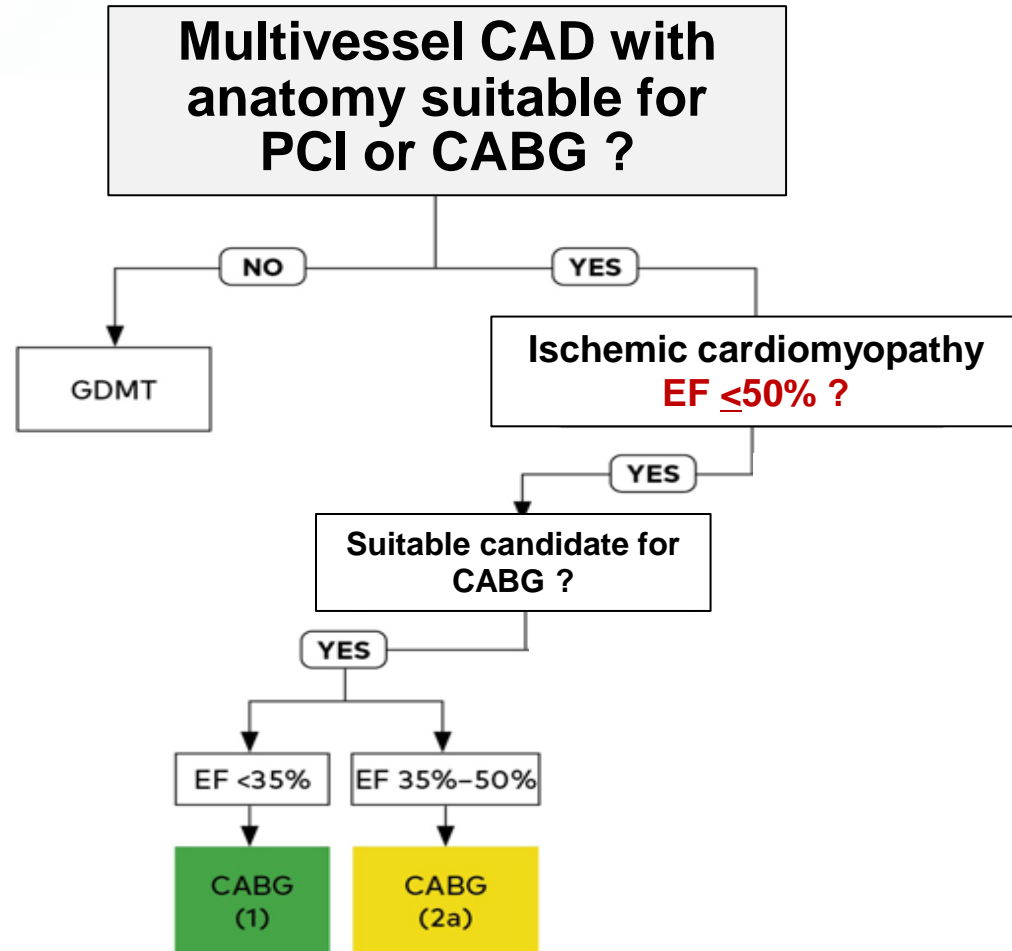 Multivessel CAD with
anatomy suitable for
PCI or CABG ?
NO
YES
GDMT
Ischemic cardiomyopathy
EF <50% ?
YES
Suitable candidate for
CABG ?
YES
EF <35%
EF 35%–50%
CABG
(1)
CABG
(2a)